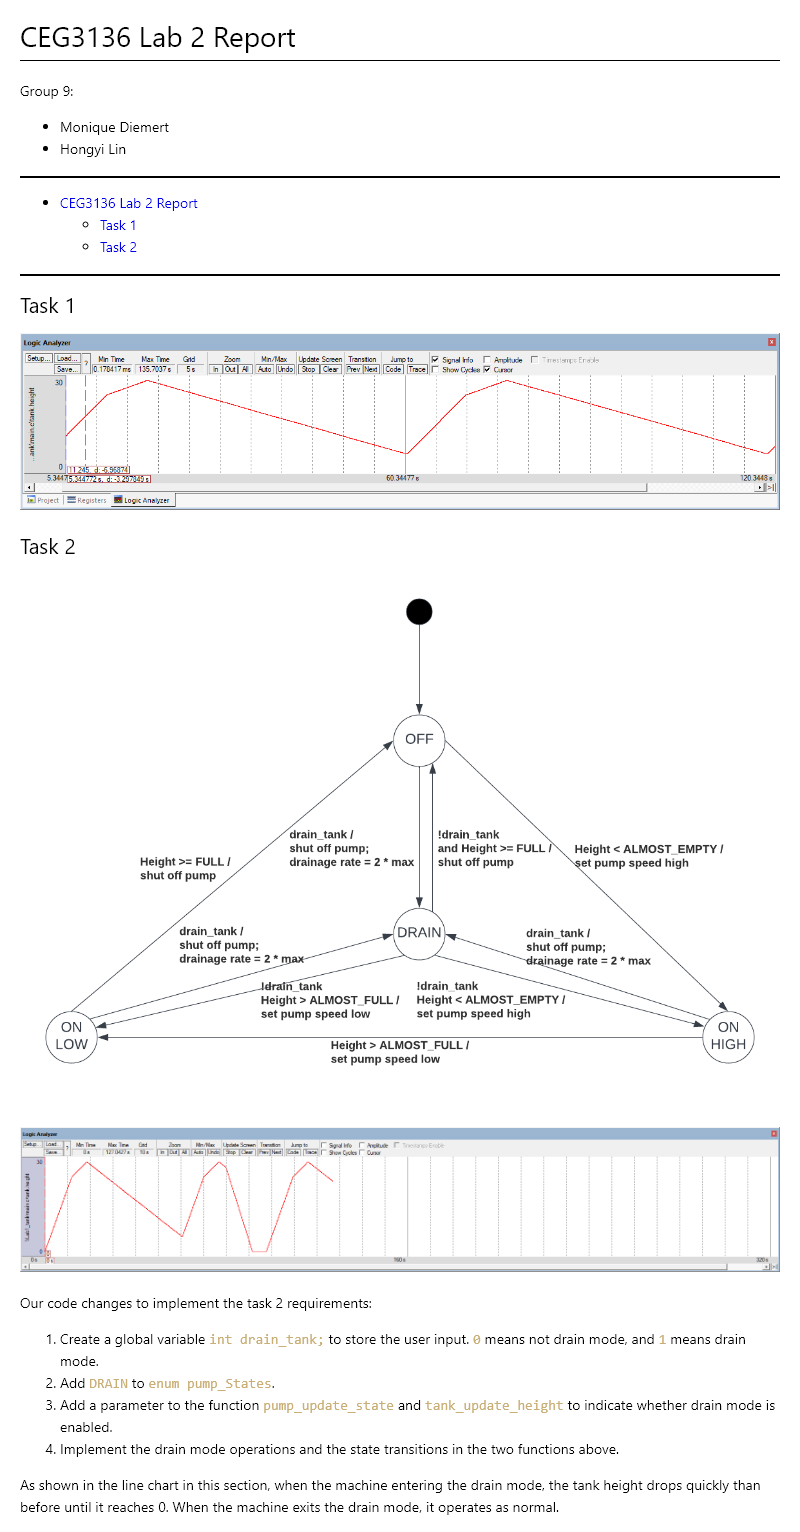 CEG3136 Lab 2 Report
Group 9:
• Monique Diemert
• Hongyi Lin
• CEG3136 Lab 2 Report
◦ Task 1
◦ Task 2
Task 1
Logic Analyzer
Setup... Load... Save... ? Min Time Max Time Grid Zoom Min/Max Update Screen Transition Jump to Signal Info Amplitude Timestamps Enable
0.178417 ms 135.7037 s 5 s In Out All Auto Undo Stop Clear Prev Next Code Trace Show Cycles Cursor
30
0
11.245, d: -6.96874
5.344772 s, d: -3.297849 s 60.34477 s 120.3448 s
Project Registers Logic Analyzer
Task 2
OFF
drain_tank /
shut off pump;
drainage rate = 2 * max
!drain_tank
and Height >= FULL /
shut off pump
Height < ALMOST_EMPTY /
set pump speed high
Height >= FULL /
shut off pump
DRAIN
drain_tank /
shut off pump;
drainage rate = 2 * max
drain_tank /
shut off pump;
drainage rate = 2 * max
!drain_tank
Height > ALMOST_FULL /
set pump speed low
!drain_tank
Height < ALMOST_EMPTY /
set pump speed high
ON
LOW
ON
HIGH
Height > ALMOST_FULL /
set pump speed low
Logic Analyzer
Setup... Load... Save... ? Min Time Max Time Grid Zoom Min/Max Update Screen Transition Jump to Signal Info Amplitude Timestamps Enable
0 s 127.0427 s 10 s In Out All Auto Undo Stop Clear Prev Next Code Trace Show Cycles Cursor
30
0
0 s 160 s 320 s
Our code changes to implement the task 2 requirements:
1. Create a global variable int drain_tank; to store the user input. 0 means not drain mode, and 1 means drain
mode.
2. Add DRAIN to enum pump_States.
3. Add a parameter to the function pump_update_state and tank_update_height to indicate whether drain mode is
enabled.
4. Implement the drain mode operations and the state transitions in the two functions above.
As shown in the line chart in this section, when the machine entering the drain mode, the tank height drops quickly than
before until it reaches 0. When the machine exits the drain mode, it operates as normal.